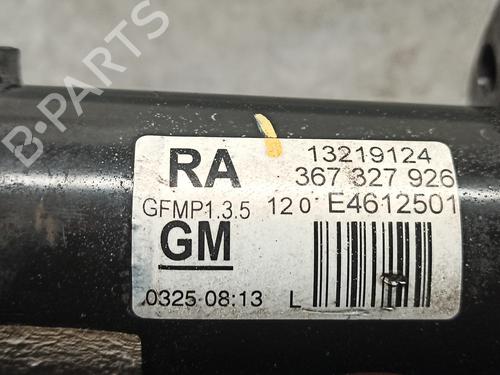 RA 13219124
367 327 926
GFMP1.3.5 12 0 E4612501
GM
0325 08:13 L
B-PARTS